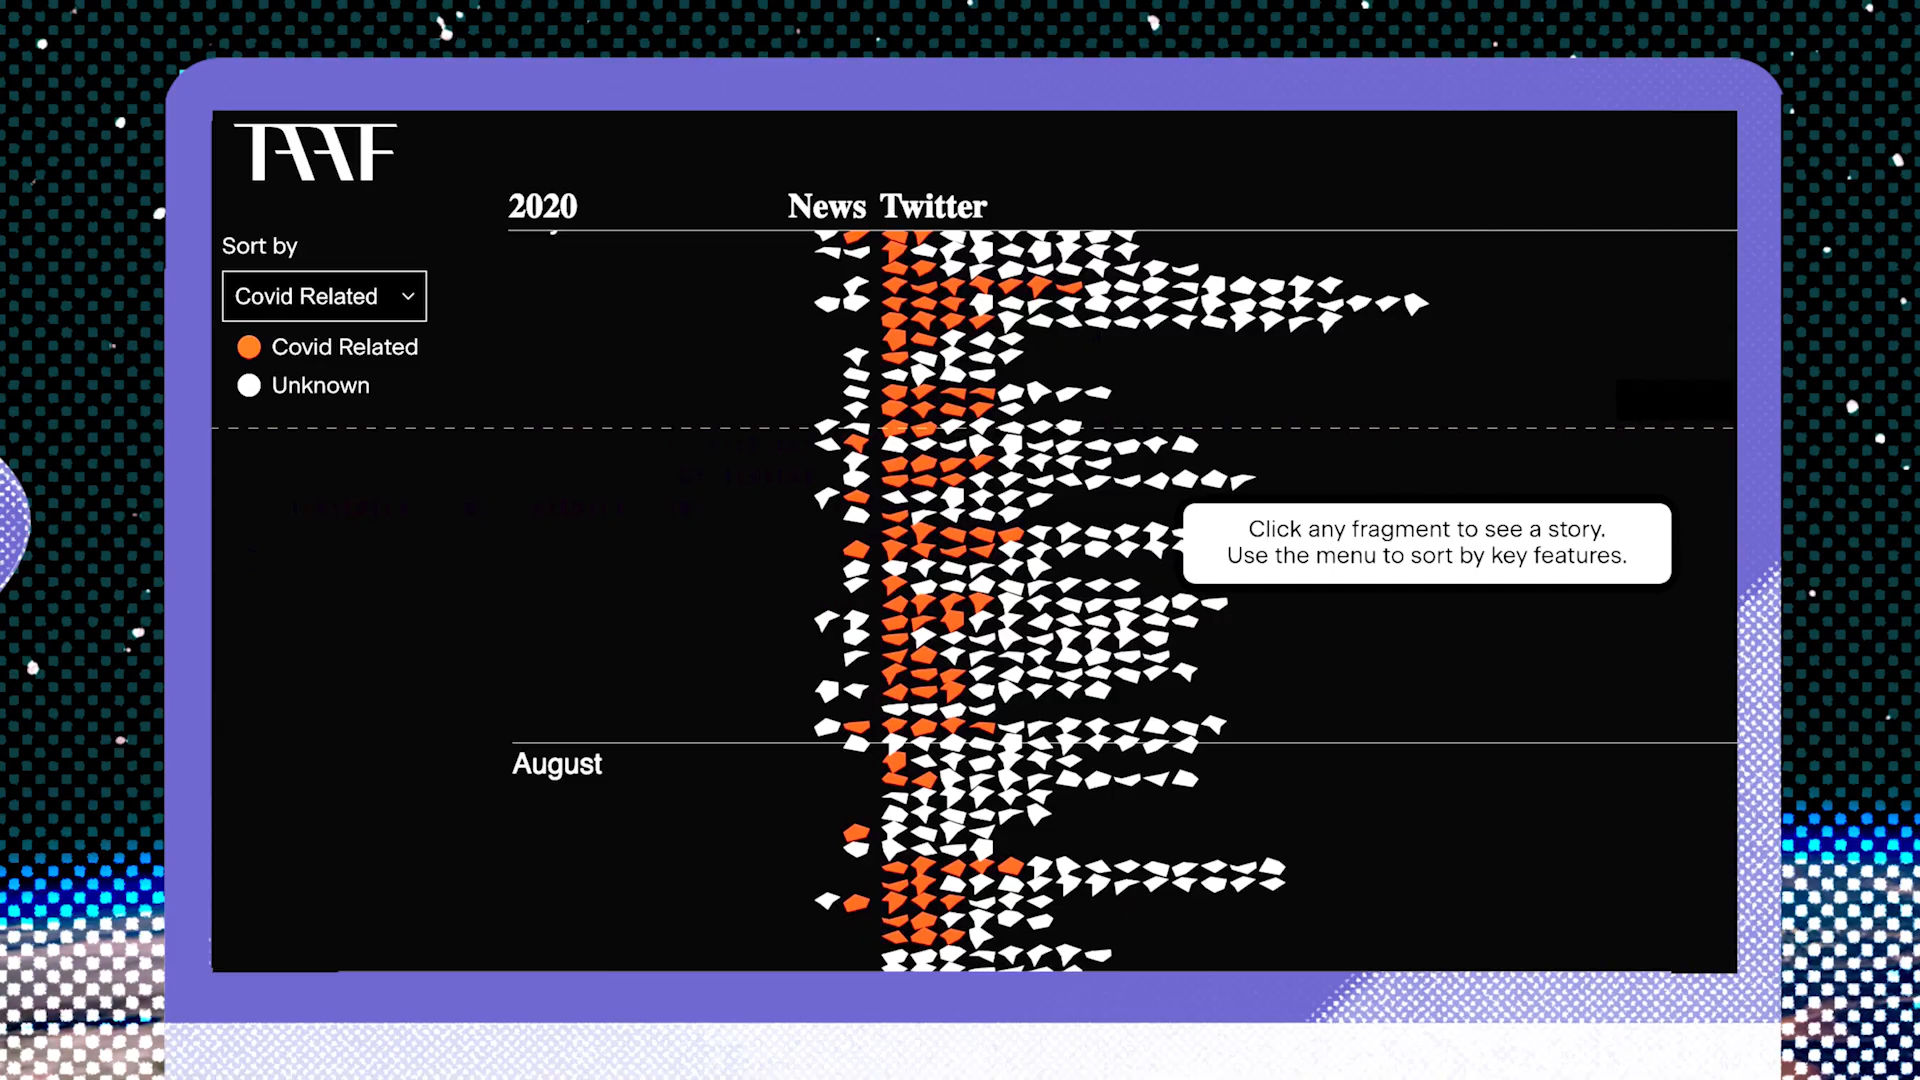 TAAF
2020
News Twitter
Sort by
Covid Related
Covid Related
Unknown
Click any fragment to see a story.
Use the menu to sort by key features.
August